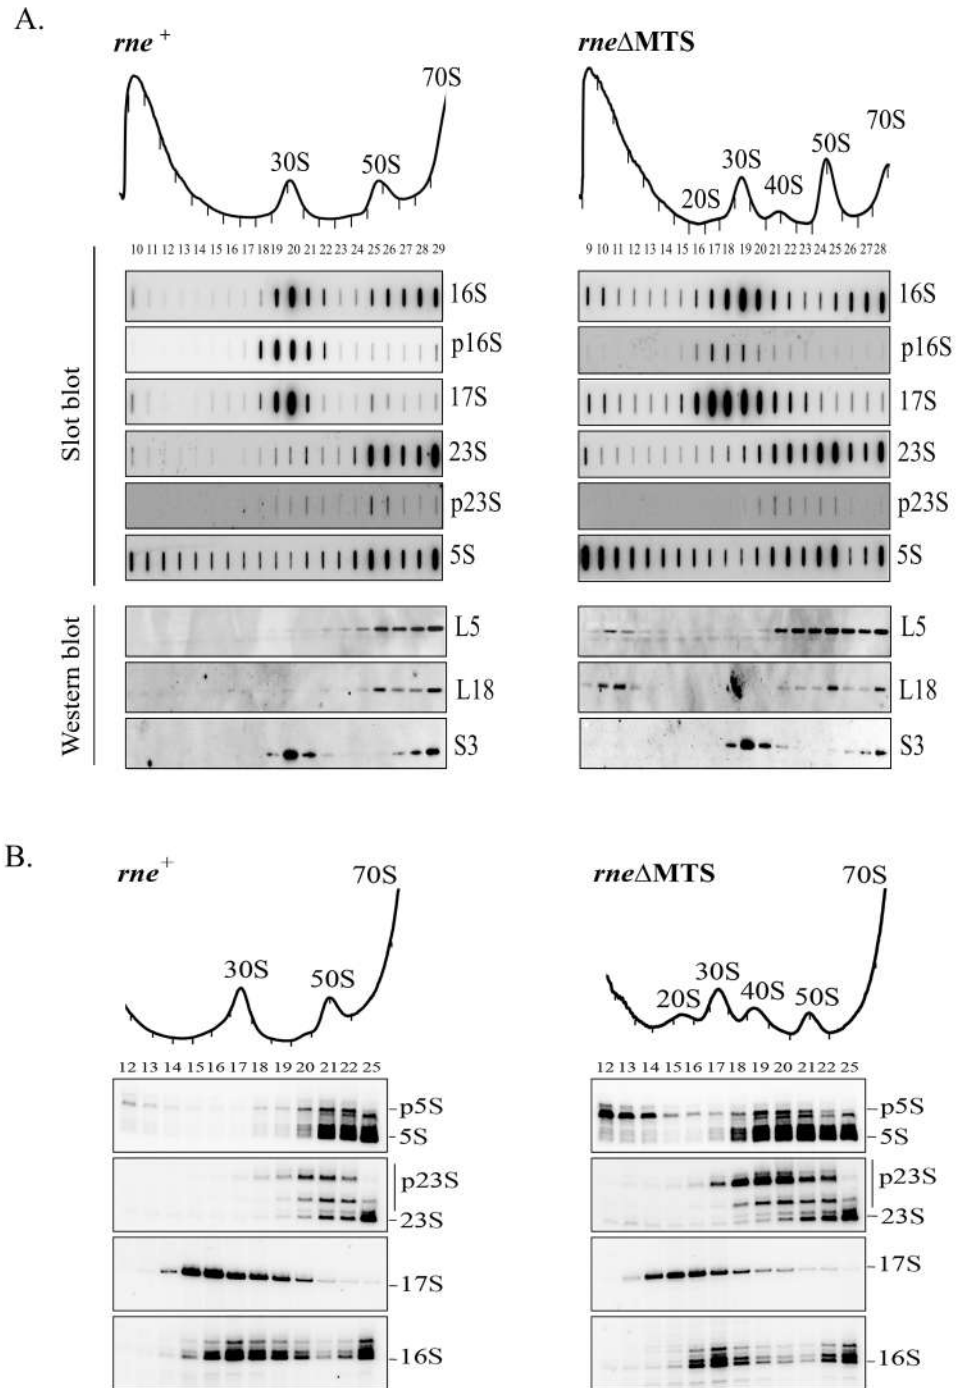 A.
rne + rneΔMTS
70S
70S
30S 50S
30S 50S
20S 40S
10 11 12 13 14 15 16 17 18 19 20 21 22 23 24 25 26 27 28 29
9 10 11 12 13 14 15 16 17 18 19 20 21 22 23 24 25 26 27 28
Slot blot
16S 16S
p16S p16S
17S 17S
23S 23S
p23S p23S
5S 5S
Western blot
L5 L5
L18 L18
S3 S3
B.
rne + 70S rneΔMTS 70S
30S 50S
20S 30S 40S 50S
12 13 14 15 16 17 18 19 20 21 22 25
12 13 14 15 16 17 18 19 20 21 22 25
p5S p5S
5S 5S
p23S p23S
23S 23S
17S 17S
16S 16S